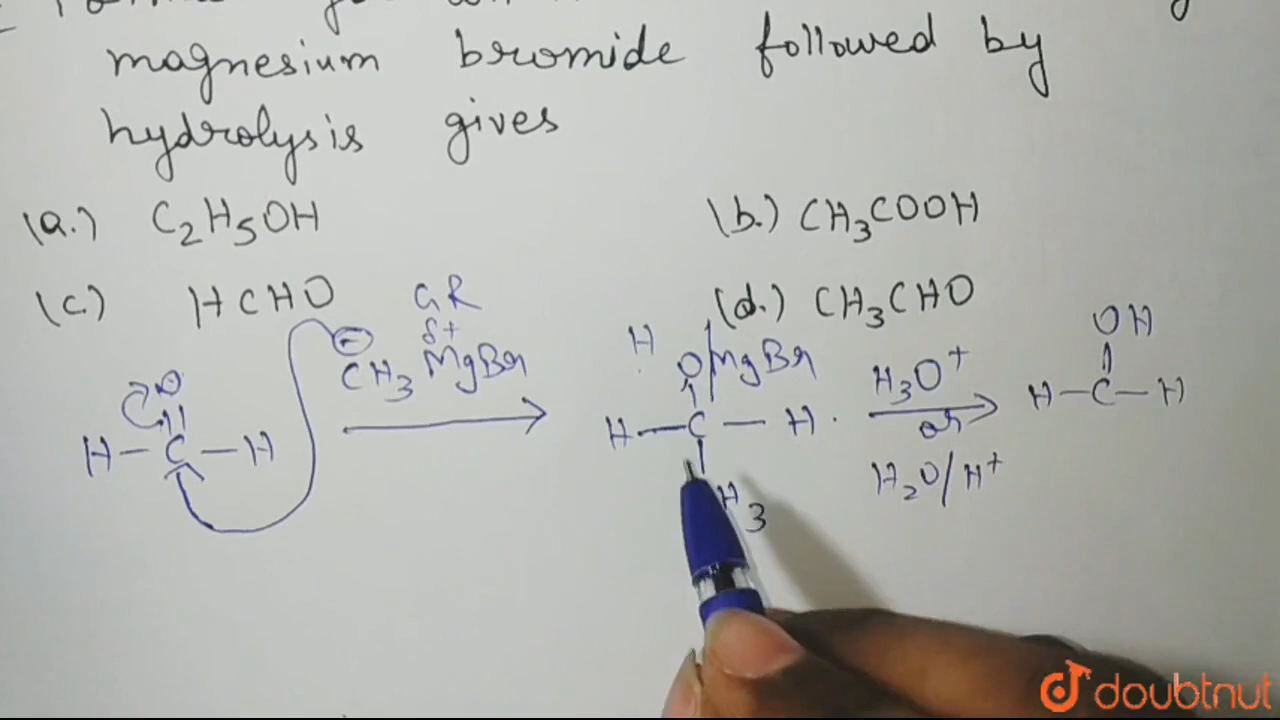 magnesium bromide followed by
hydrolysis gives
(a.) C2H5OH (b.) CH3COOH
(c.) HCHO (d.) CH3CHO
GR
δ+
⊖
CH3 MgBr
O
H-C-H
H
OMgBr
H-C-H.
H3
H3O+
or
H2O/H+
OH
H-C-H
doubtnut